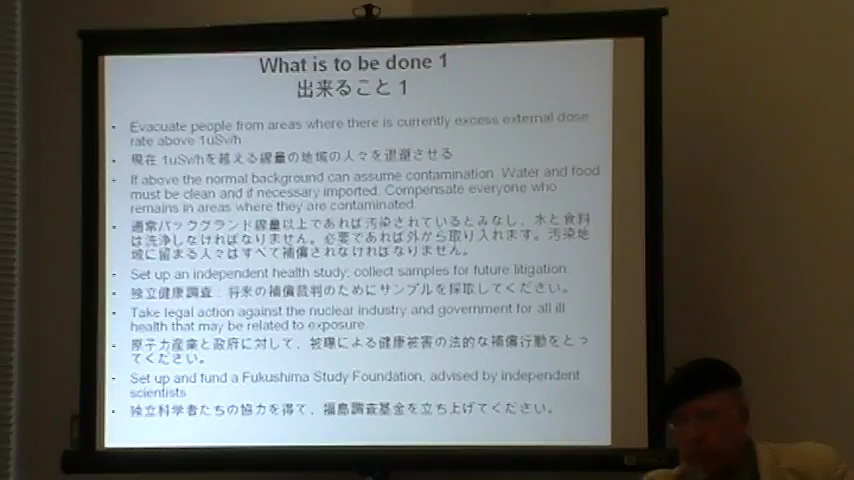 What is to be done 1
出来ること 1
• Evacuate people from areas where there is currently excess external dose
rate above 1uSv/h
• 現在 1uSv/hを越える線量の地域の人々を退避させる
• If above the normal background can assume contamination. Water and food
must be clean and if necessary imported. Compensate everyone who
remains in areas where they are contaminated.
• 通常バックグランド線量以上であれば汚染されているとみなし、水と食料
は洗浄しなければなりません。必要であれば外から取り入れます。汚染地
域に留まる人々はすべて補償されなければなりません。
• Set up an independent health study: collect samples for future litigation.
• 独立健康調査：将来の補償裁判のためにサンプルを採取してください。
• Take legal action against the nuclear industry and government for all ill
health that may be related to exposure.
• 原子力産業と政府に対して、被曝による健康被害の法的な補償行動をとっ
てください。
• Set up and fund a Fukushima Study Foundation, advised by independent
scientists
• 独立科学者たちの協力を得て、福島調査基金を立ち上げてください。